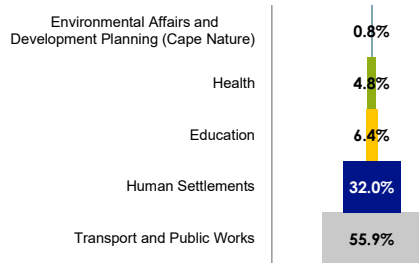 Environmental Affairs and
Development Planning (Cape Nature)
0.8%
Health
4.8%
Education
6.4%
Human Settlements
32.0%
Transport and Public Works
55.9%